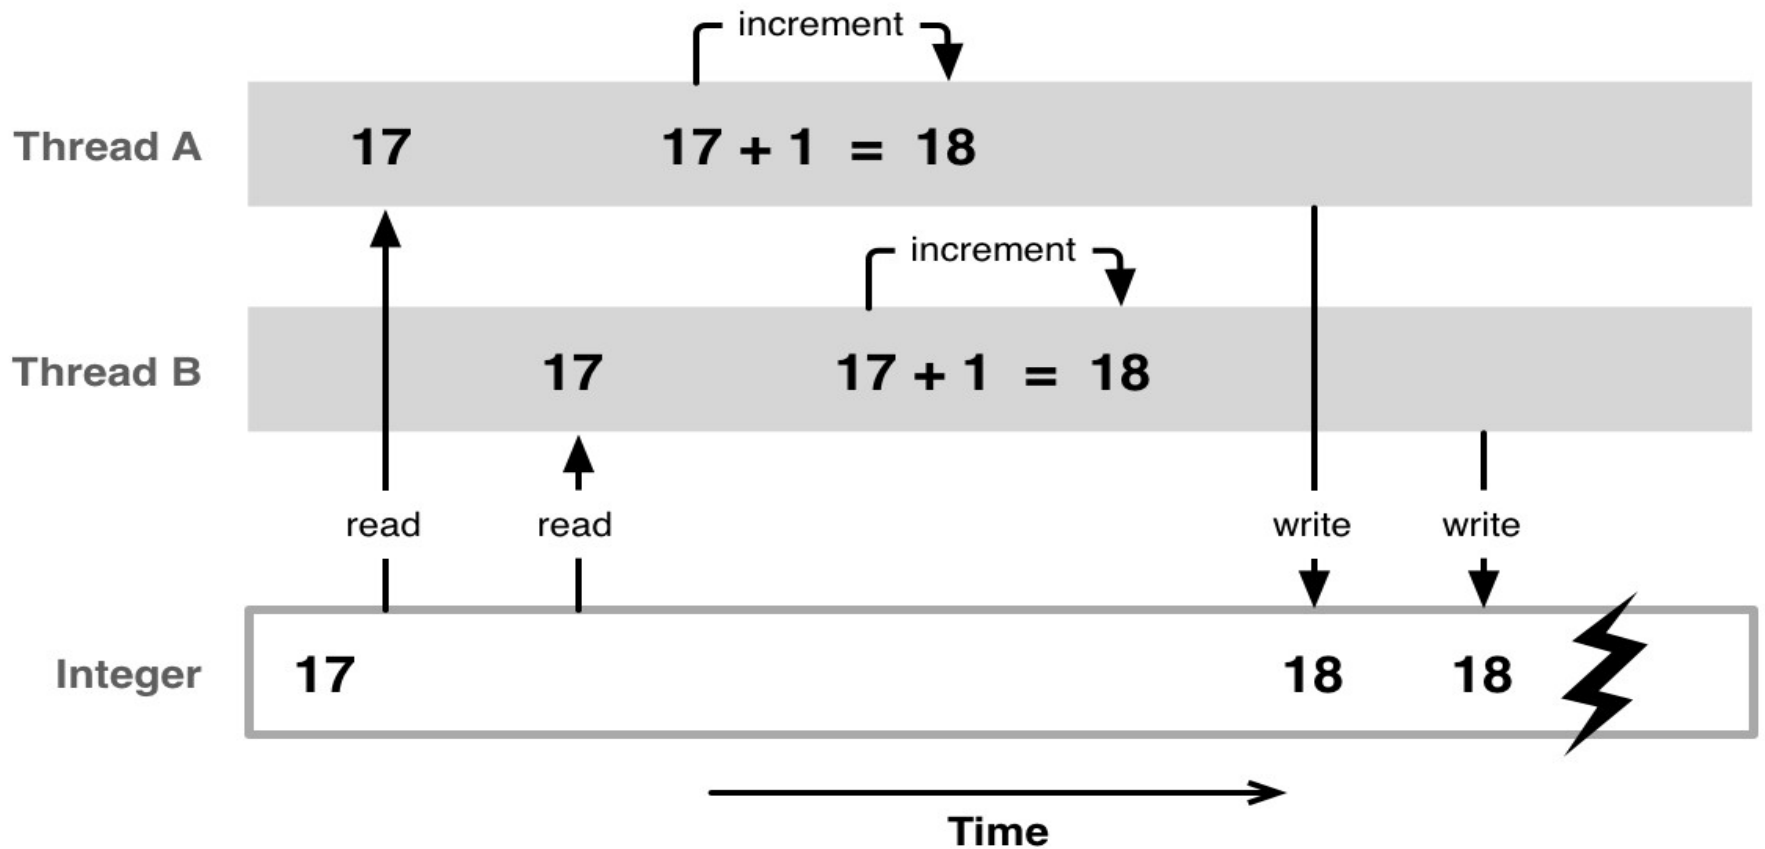 increment
Thread A 17 17 + 1 = 18
increment
Thread B 17 17 + 1 = 18
read read write write
Integer 17 18 18
Time